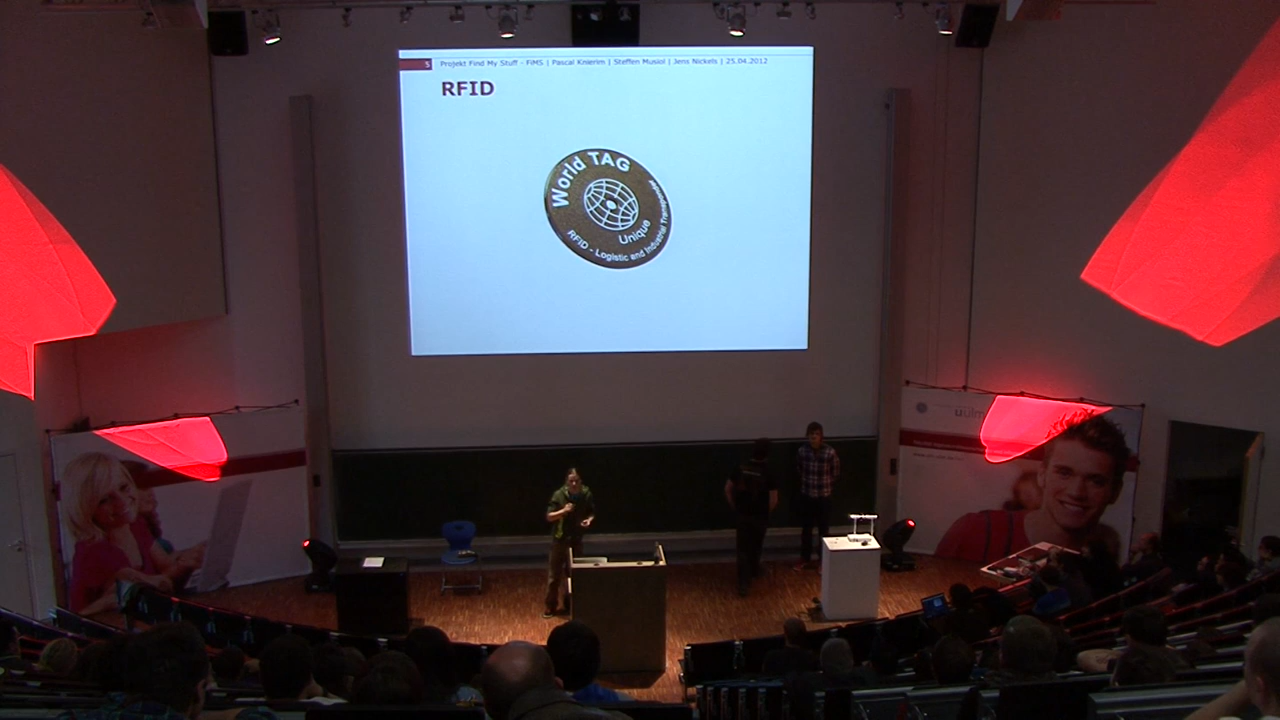 5 Projekt Find My Stuff - FiMS | Pascal Knierim | Steffen Musiol | Jens Nickels | 25.04.2012
RFID
World TAG
Unique
RFID - Logistic and Industrial Transponder
uulm